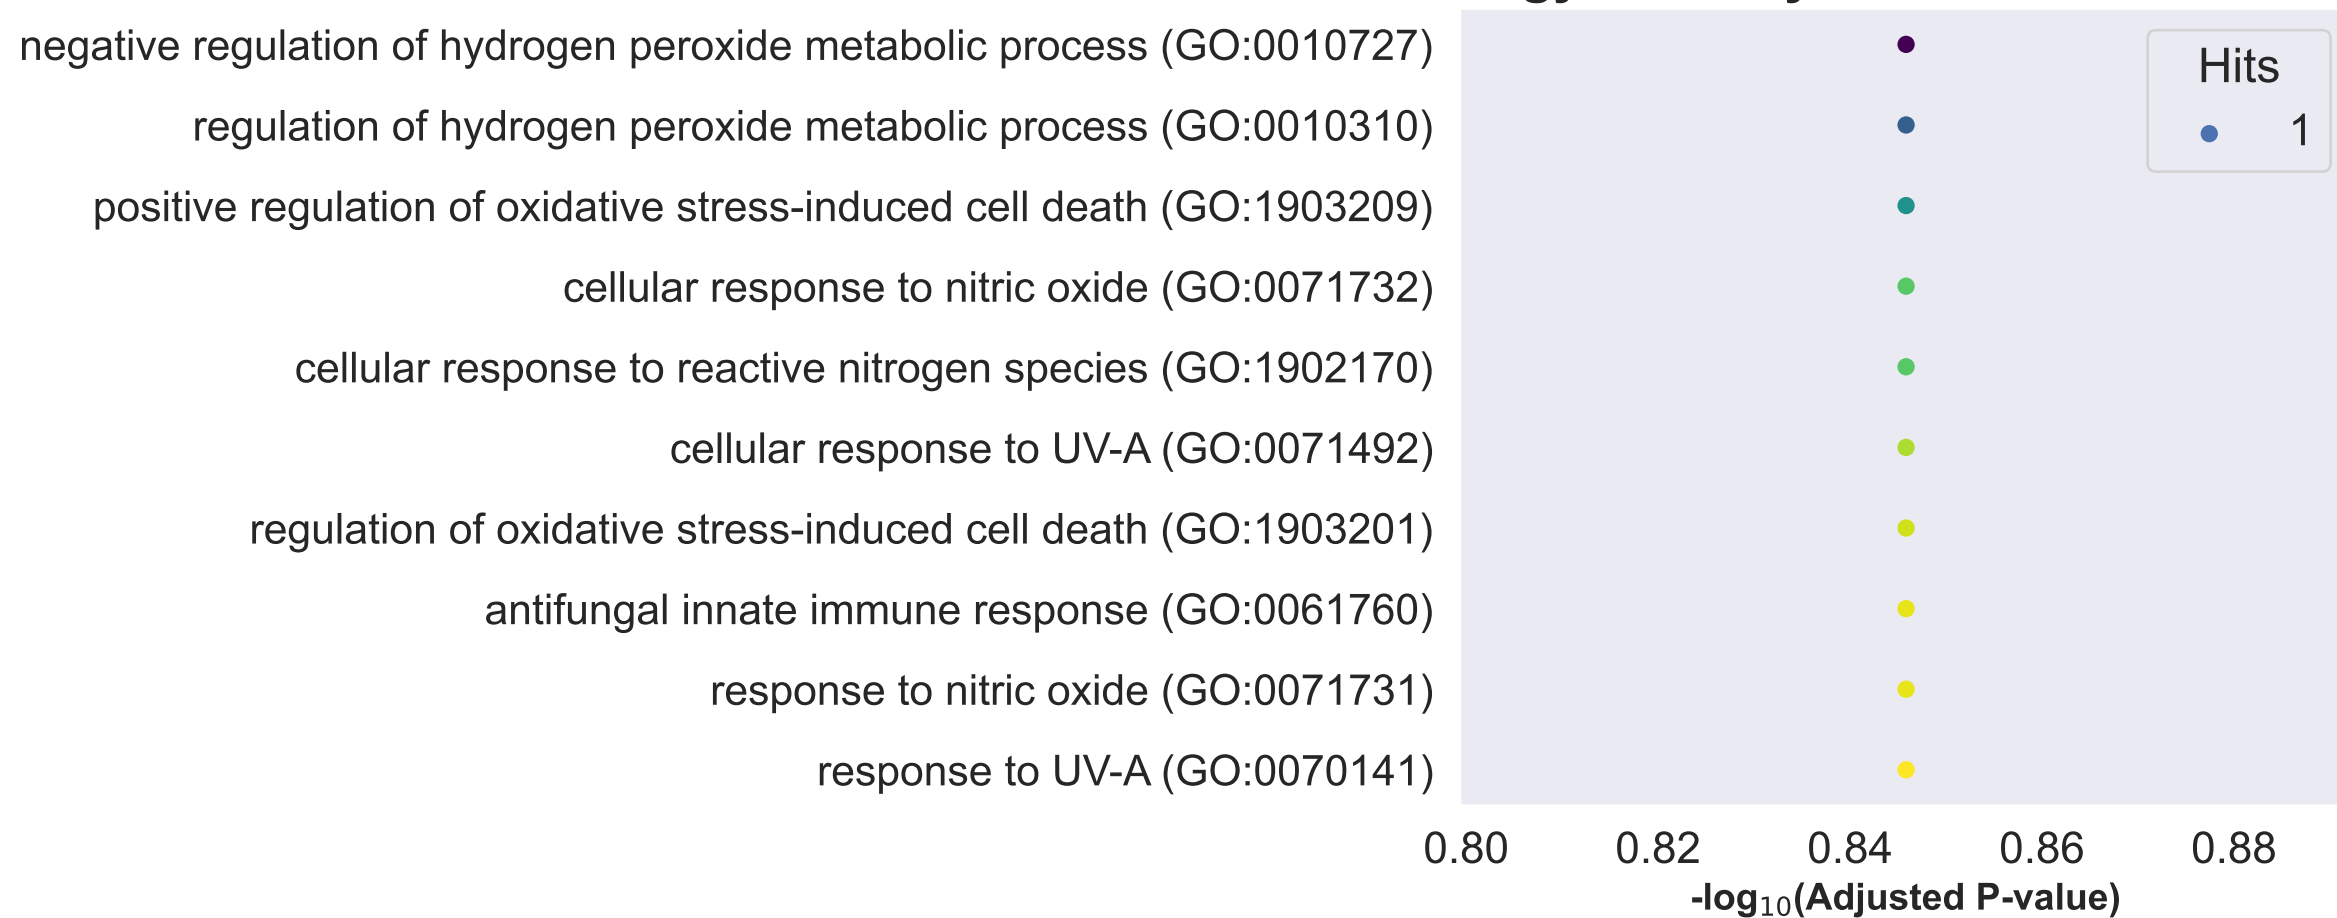 negative regulation of hydrogen peroxide metabolic process (GO:0010727)
regulation of hydrogen peroxide metabolic process (GO:0010310)
positive regulation of oxidative stress-induced cell death (GO:1903209)
cellular response to nitric oxide (GO:0071732)
cellular response to reactive nitrogen species (GO:1902170)
cellular response to UV-A (GO:0071492)
regulation of oxidative stress-induced cell death (GO:1903201)
antifungal innate immune response (GO:0061760)
response to nitric oxide (GO:0071731)
response to UV-A (GO:0070141)
Hits
1
0.80 0.82 0.84 0.86 0.88
-log₁₀(Adjusted P-value)